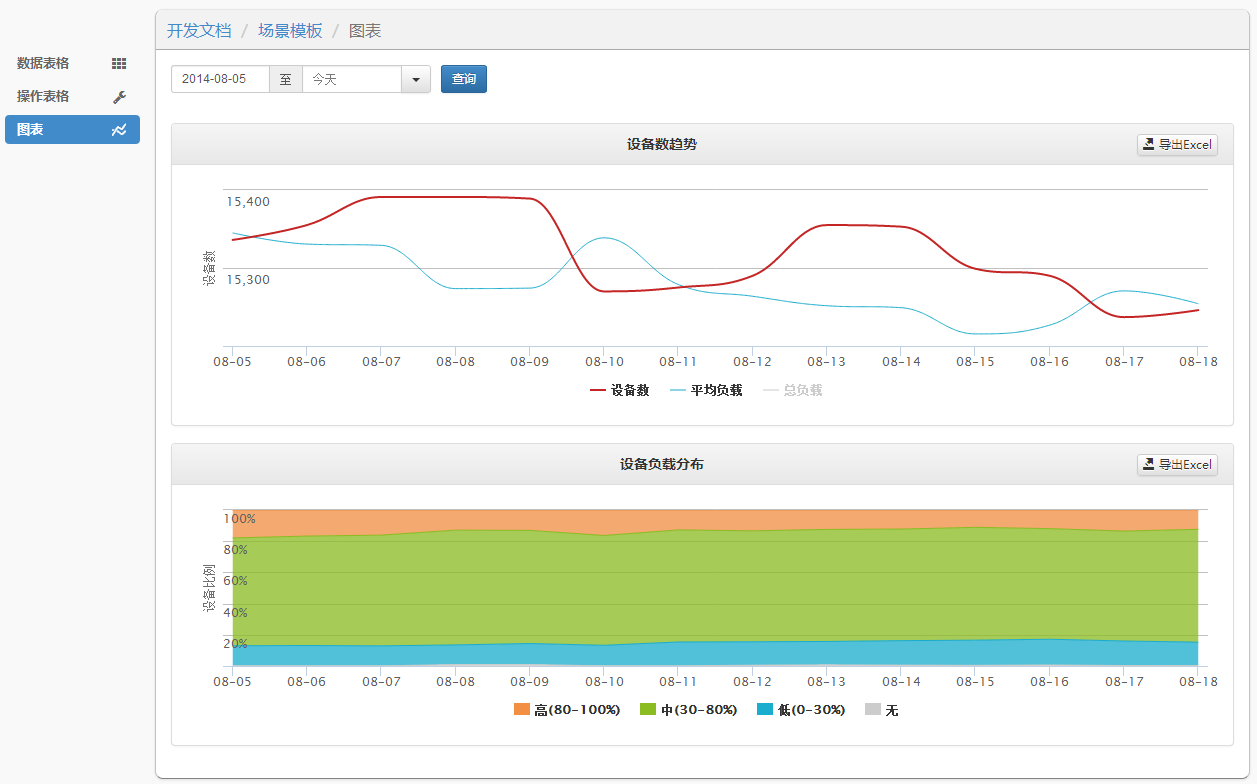 开发文档 / 场景模板 / 图表
数据表格
操作表格
图表
2014-08-05 至 今天 查询
设备数趋势 导出Excel
15,400
15,300
设备数
08-05 08-06 08-07 08-08 08-09 08-10 08-11 08-12 08-13 08-14 08-15 08-16 08-17 08-18
设备数 平均负载 总负载
设备负载分布 导出Excel
100%
80%
60%
40%
20%
设备比例
08-05 08-06 08-07 08-08 08-09 08-10 08-11 08-12 08-13 08-14 08-15 08-16 08-17 08-18
高(80-100%) 中(30-80%) 低(0-30%) 无